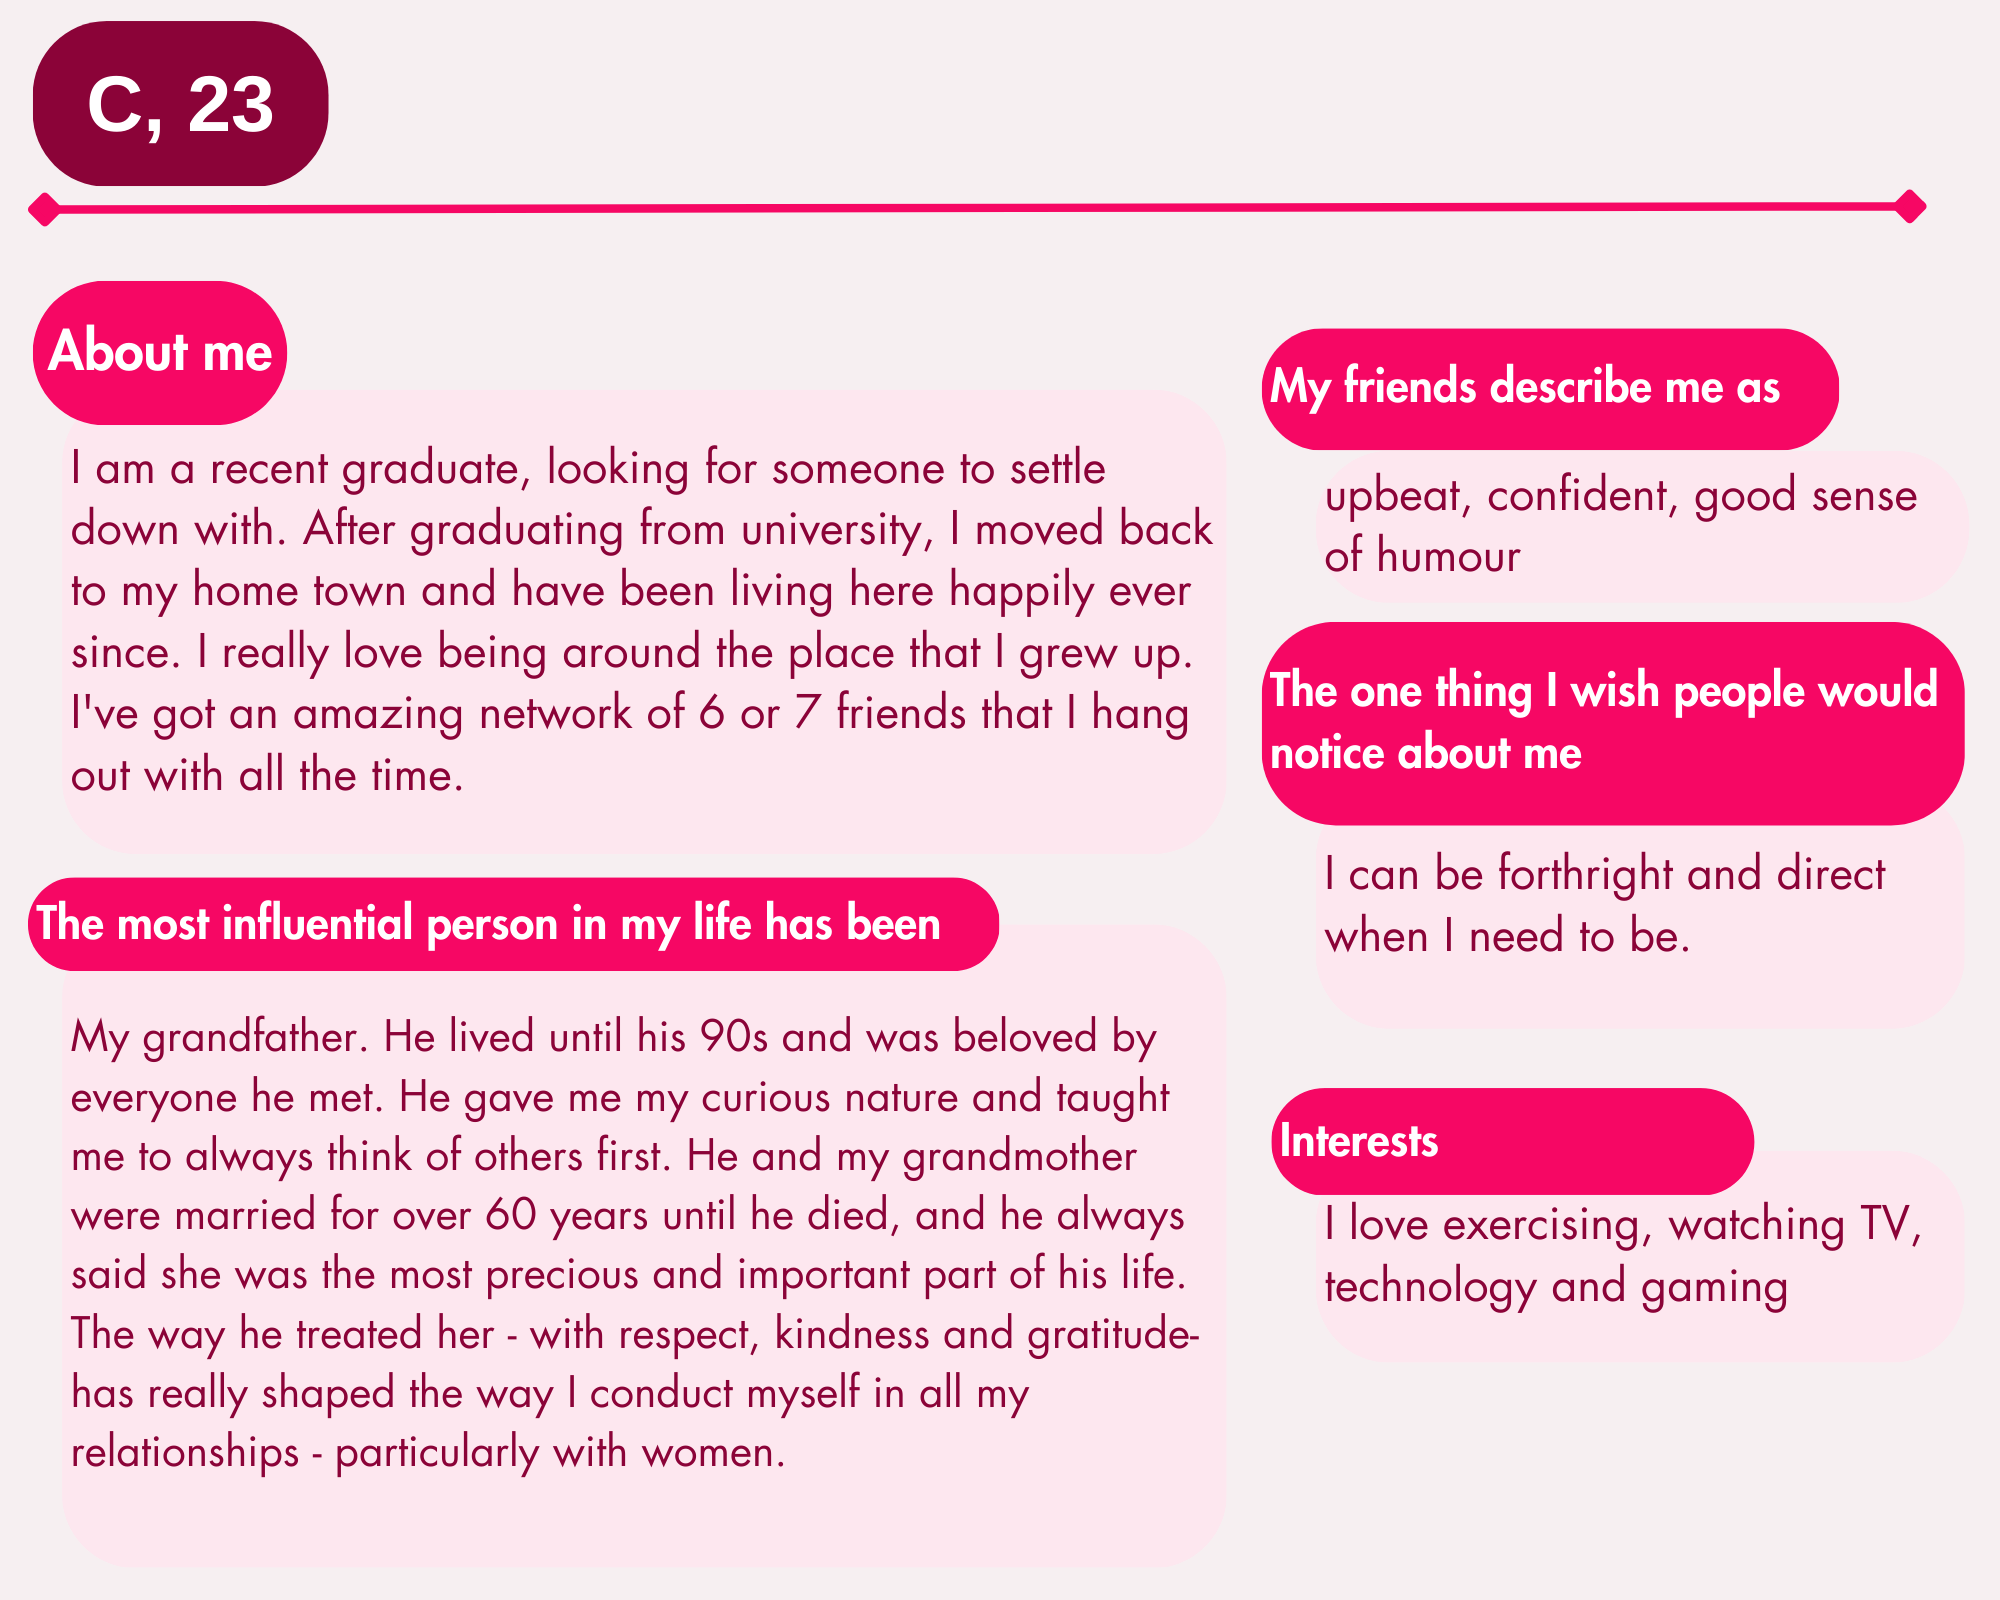 C, 23
About me
I am a recent graduate, looking for someone to settle
down with. After graduating from university, I moved back
to my home town and have been living here happily ever
since. I really love being around the place that I grew up.
I've got an amazing network of 6 or 7 friends that I hang
out with all the time.
The most influential person in my life has been
My grandfather. He lived until his 90s and was beloved by
everyone he met. He gave me my curious nature and taught
me to always think of others first. He and my grandmother
were married for over 60 years until he died, and he always
said she was the most precious and important part of his life.
The way he treated her - with respect, kindness and gratitude-
has really shaped the way I conduct myself in all my
relationships - particularly with women.
My friends describe me as
upbeat, confident, good sense
of humour
The one thing I wish people would
notice about me
I can be forthright and direct
when I need to be.
Interests
I love exercising, watching TV,
technology and gaming